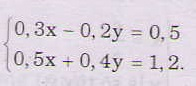 0,3x − 0,2y = 0,5
0,5x + 0,4y = 1,2.